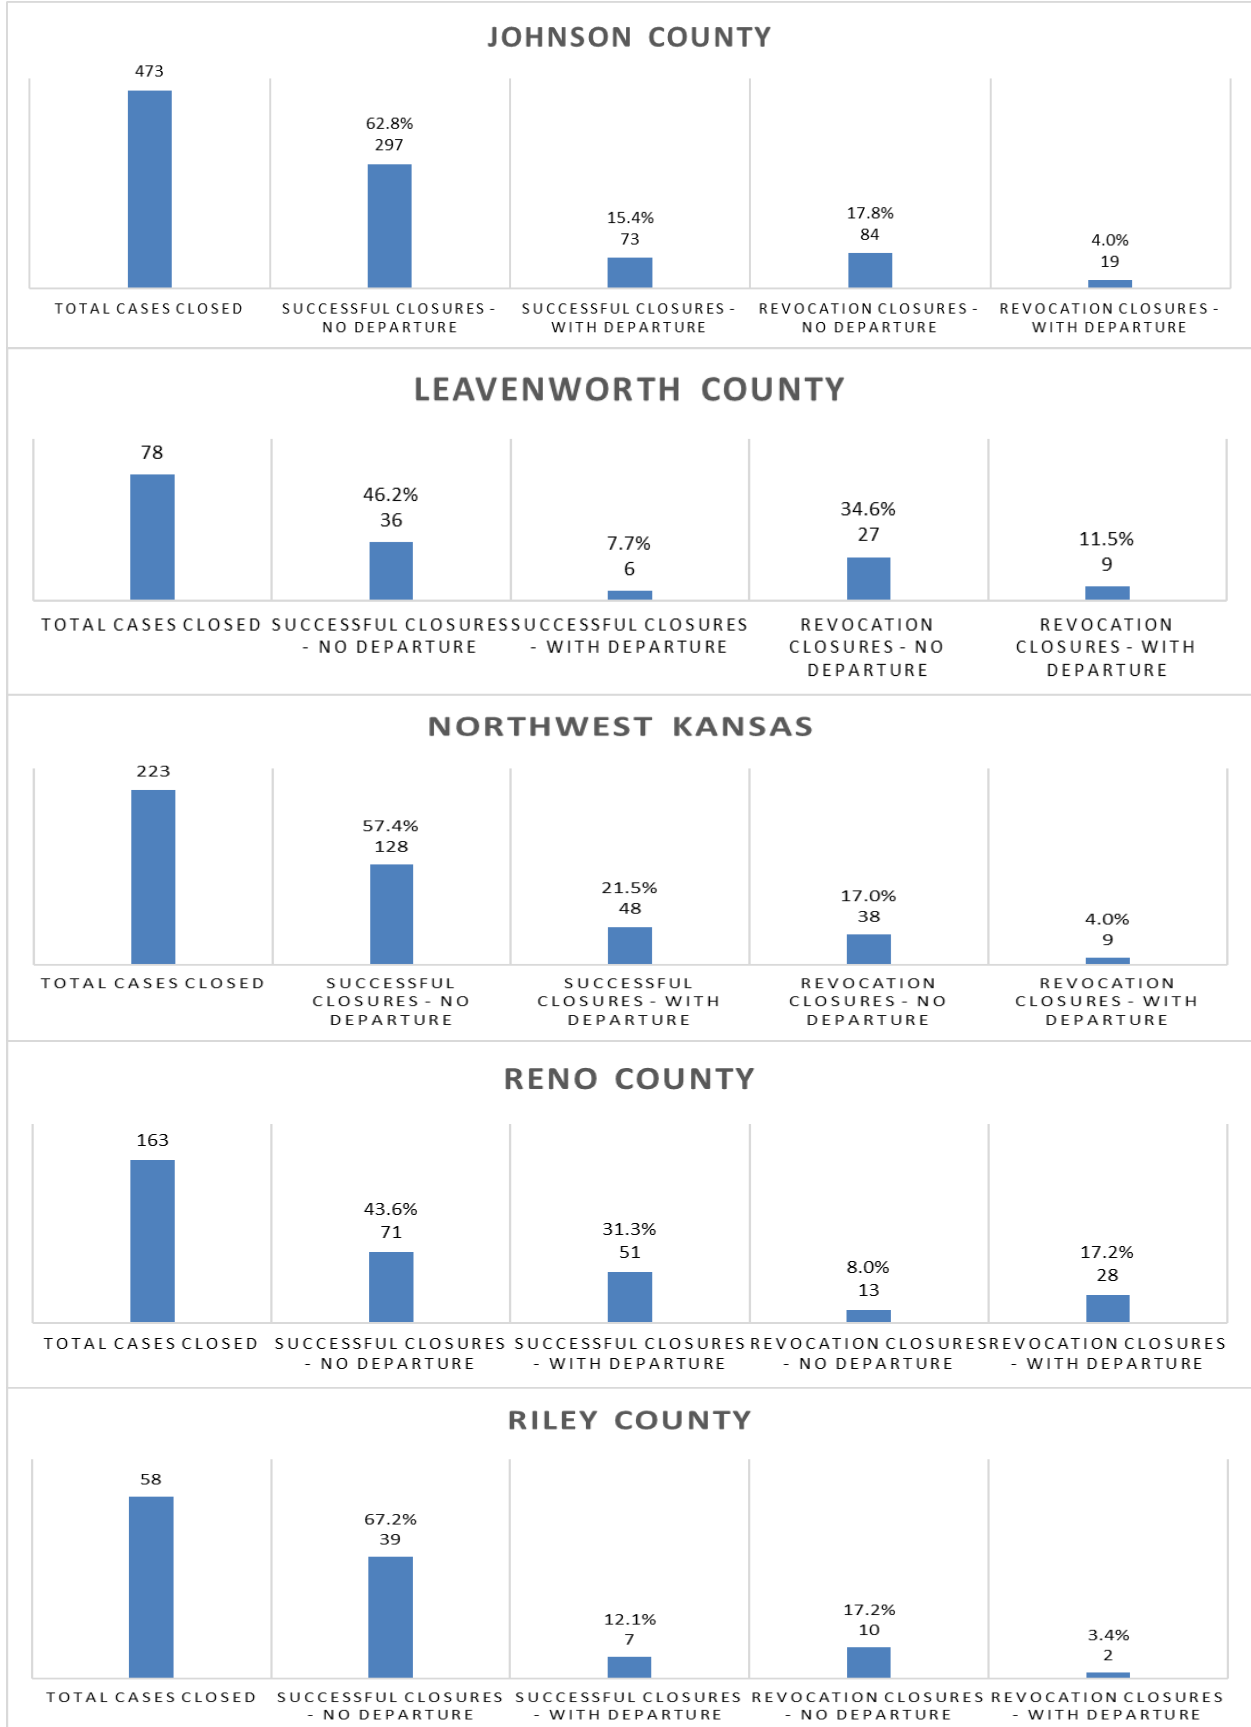 JOHNSON COUNTY
473
62.8%
297
15.4%
73
17.8%
84
4.0%
19
TOTAL CASES CLOSED
SUCCESSFUL CLOSURES -
NO DEPARTURE
SUCCESSFUL CLOSURES -
WITH DEPARTURE
REVOCATION CLOSURES -
NO DEPARTURE
REVOCATION CLOSURES -
WITH DEPARTURE
LEAVENWORTH COUNTY
78
46.2%
36
7.7%
6
34.6%
27
11.5%
9
TOTAL CASES CLOSED
SUCCESSFUL CLOSURES
- NO DEPARTURE
SUCCESSFUL CLOSURES
- WITH DEPARTURE
REVOCATION
CLOSURES - NO
DEPARTURE
REVOCATION
CLOSURES - WITH
DEPARTURE
NORTHWEST KANSAS
223
57.4%
128
21.5%
48
17.0%
38
4.0%
9
TOTAL CASES CLOSED
SUCCESSFUL
CLOSURES - NO
DEPARTURE
SUCCESSFUL
CLOSURES - WITH
DEPARTURE
REVOCATION
CLOSURES - NO
DEPARTURE
REVOCATION
CLOSURES - WITH
DEPARTURE
RENO COUNTY
163
43.6%
71
31.3%
51
8.0%
13
17.2%
28
TOTAL CASES CLOSED
SUCCESSFUL CLOSURES
- NO DEPARTURE
SUCCESSFUL CLOSURES
- WITH DEPARTURE
REVOCATION CLOSURES
- NO DEPARTURE
REVOCATION CLOSURES
- WITH DEPARTURE
RILEY COUNTY
58
67.2%
39
12.1%
7
17.2%
10
3.4%
2
TOTAL CASES CLOSED
SUCCESSFUL CLOSURES
- NO DEPARTURE
SUCCESSFUL CLOSURES
- WITH DEPARTURE
REVOCATION CLOSURES
- NO DEPARTURE
REVOCATION CLOSURES
- WITH DEPARTURE